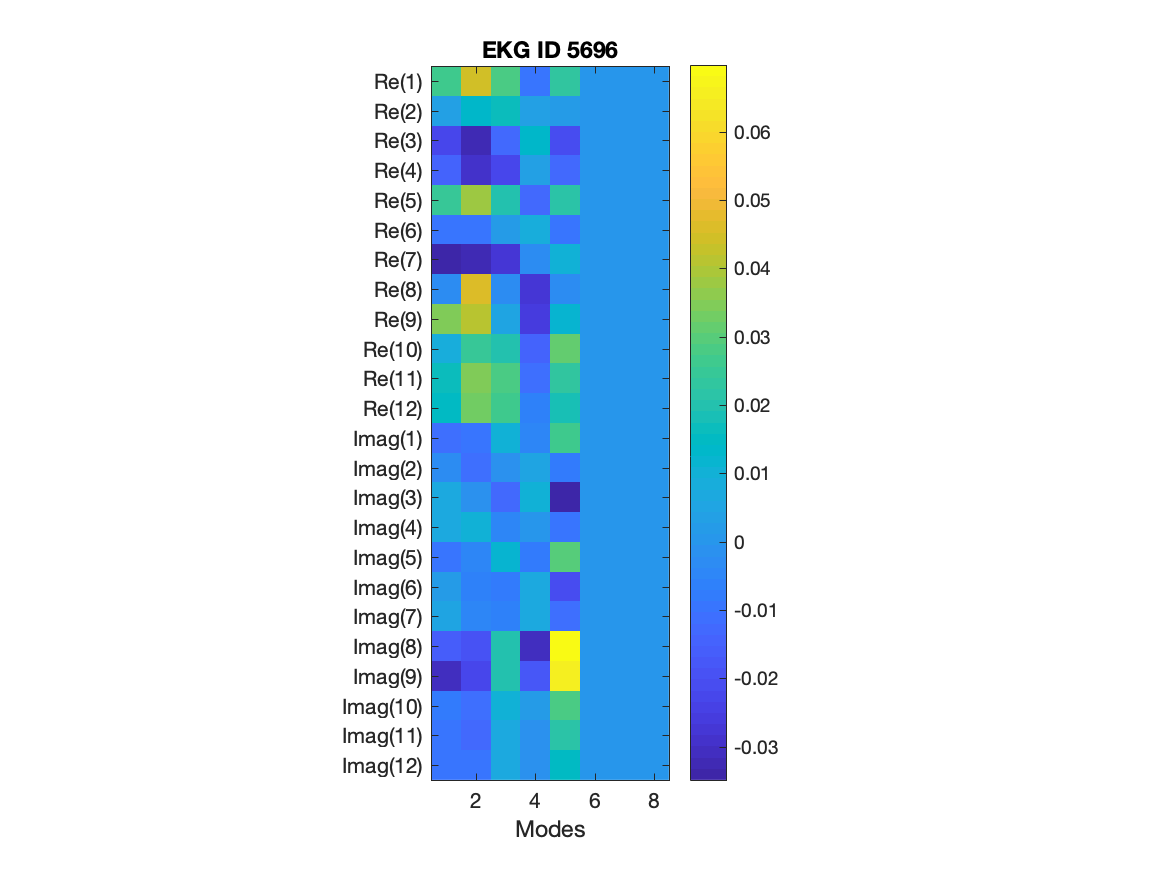 EKG ID 5696
Re(1)
Re(2)
Re(3)
Re(4)
Re(5)
Re(6)
Re(7)
Re(8)
Re(9)
Re(10)
Re(11)
Re(12)
Imag(1)
Imag(2)
Imag(3)
Imag(4)
Imag(5)
Imag(6)
Imag(7)
Imag(8)
Imag(9)
Imag(10)
Imag(11)
Imag(12)
2 4 6 8
Modes
0.06
0.05
0.04
0.03
0.02
0.01
0
-0.01
-0.02
-0.03